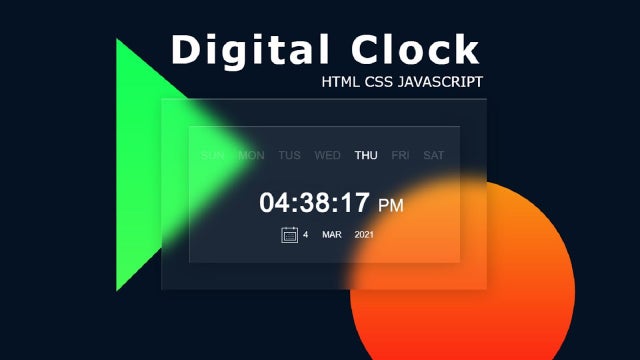 Digital Clock
HTML CSS JAVASCRIPT
SUN MON TUS WED THU FRI SAT
04:38:17 PM
4 MAR 2021